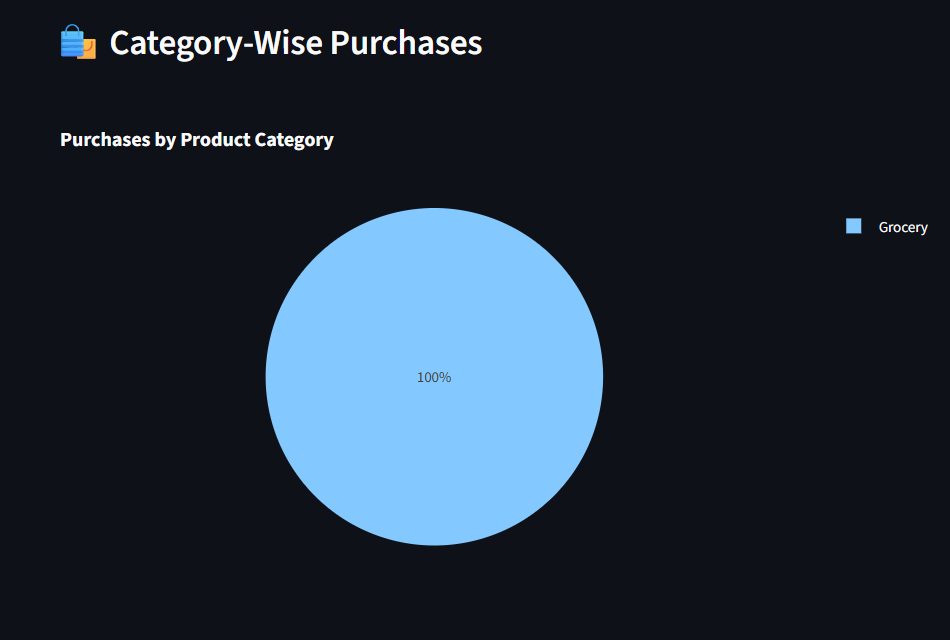 Category-Wise Purchases
Purchases by Product Category
Grocery
100%